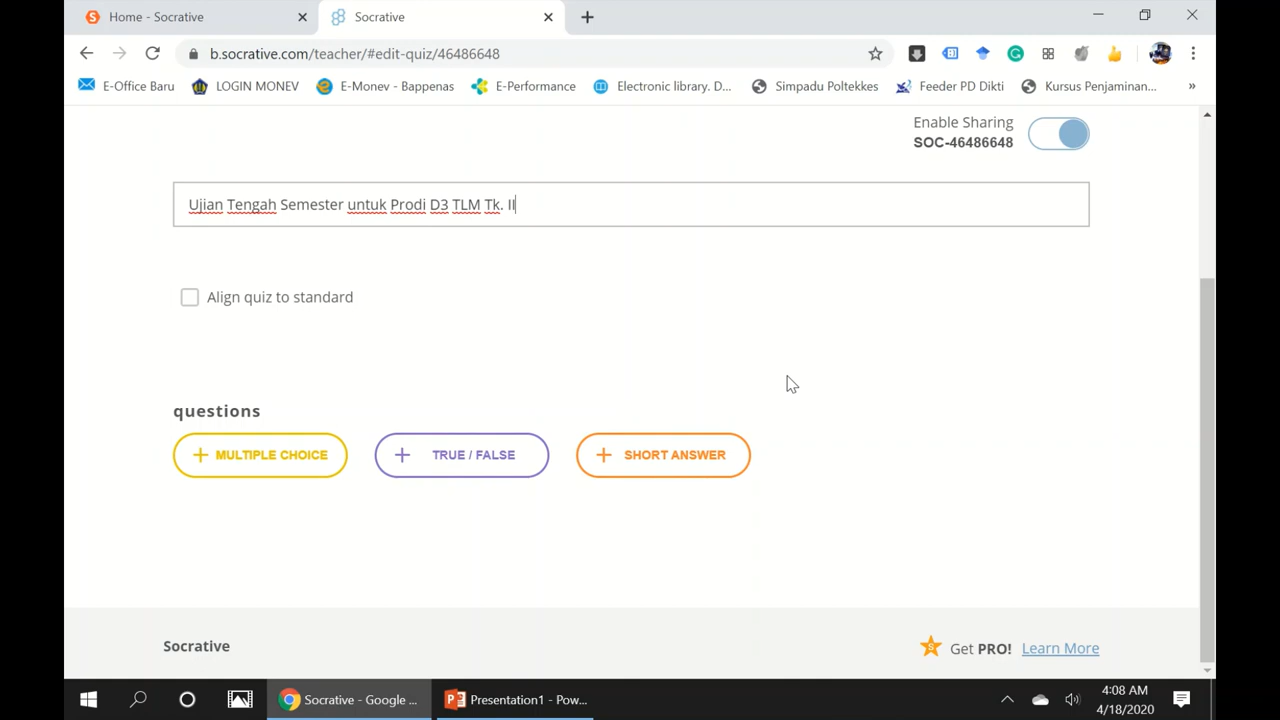 Home - Socrative
Socrative
b.socrative.com/teacher/#edit-quiz/46486648
E-Office Baru
LOGIN MONEV
E-Monev - Bappenas
E-Performance
Electronic library. D...
Simpadu Poltekkes
Feeder PD Dikti
Kursus Penjaminan...
»
Enable Sharing
SOC-46486648
Ujian Tengah Semester untuk Prodi D3 TLM Tk. II
Align quiz to standard
questions
+ MULTIPLE CHOICE
+ TRUE / FALSE
+ SHORT ANSWER
Socrative
Get PRO! Learn More
Socrative - Google ...
Presentation1 - Pow...
4:08 AM
4/18/2020